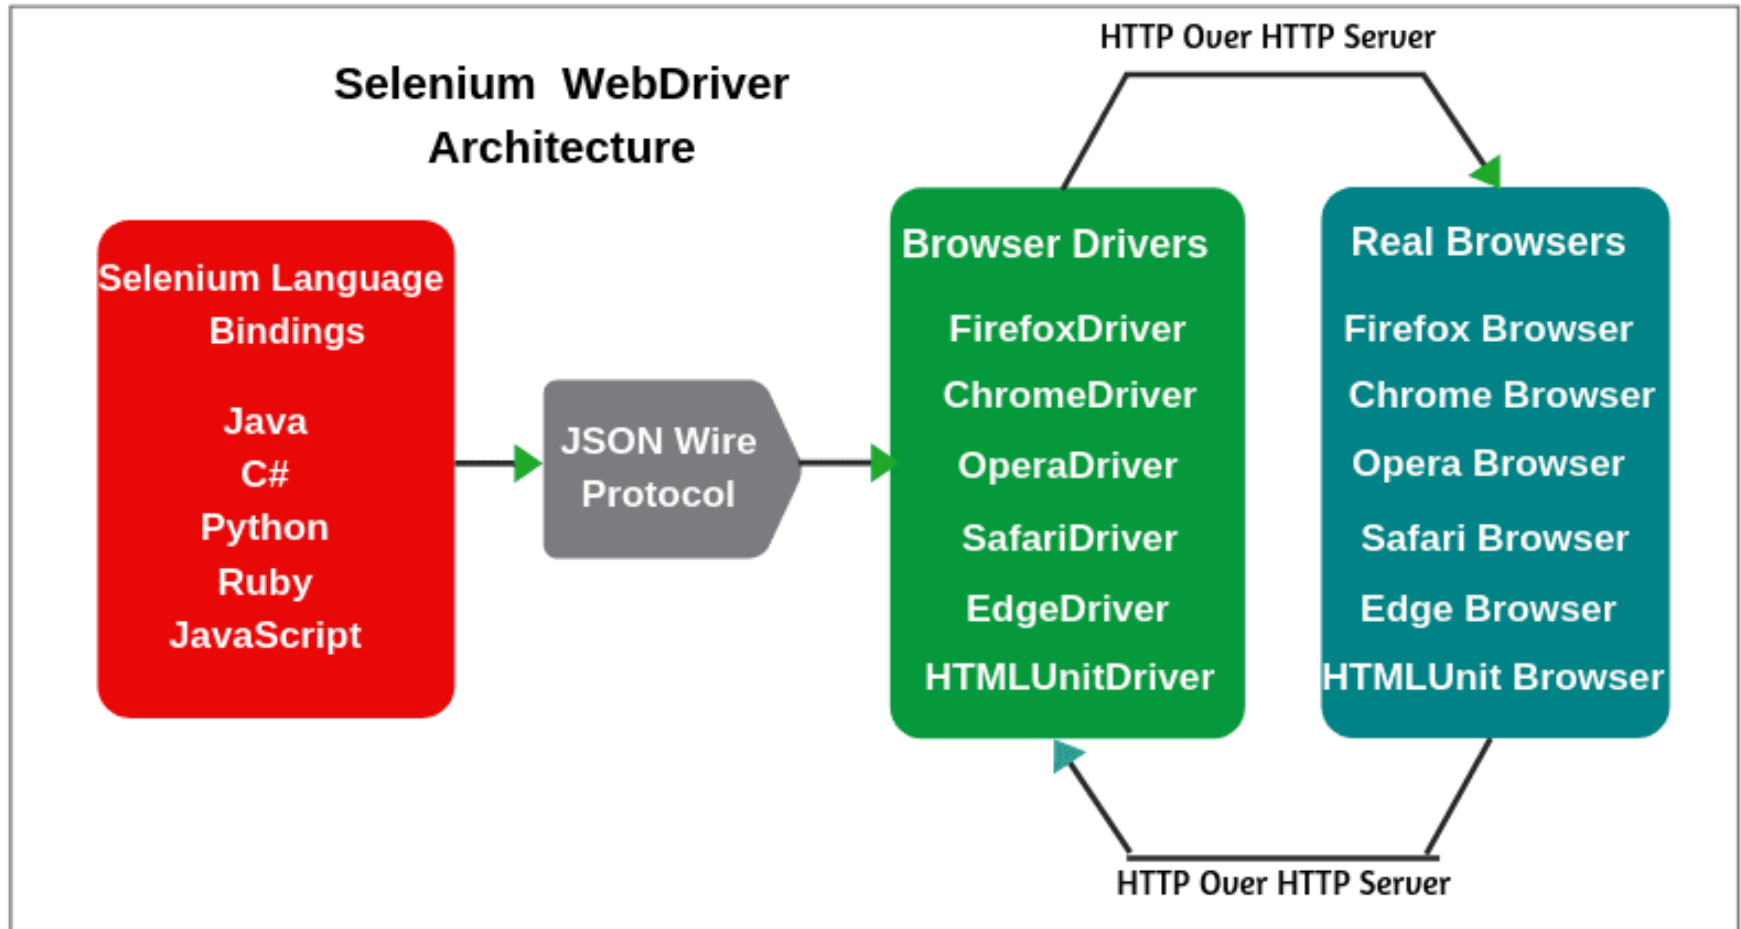 HTTP Over HTTP Server
Selenium WebDriver
Architecture
Selenium Language
Bindings
Java
C#
Python
Ruby
JavaScript
JSON Wire
Protocol
Browser Drivers
FirefoxDriver
ChromeDriver
OperaDriver
SafariDriver
EdgeDriver
HTMLUnitDriver
Real Browsers
Firefox Browser
Chrome Browser
Opera Browser
Safari Browser
Edge Browser
HTMLUnit Browser
HTTP Over HTTP Server